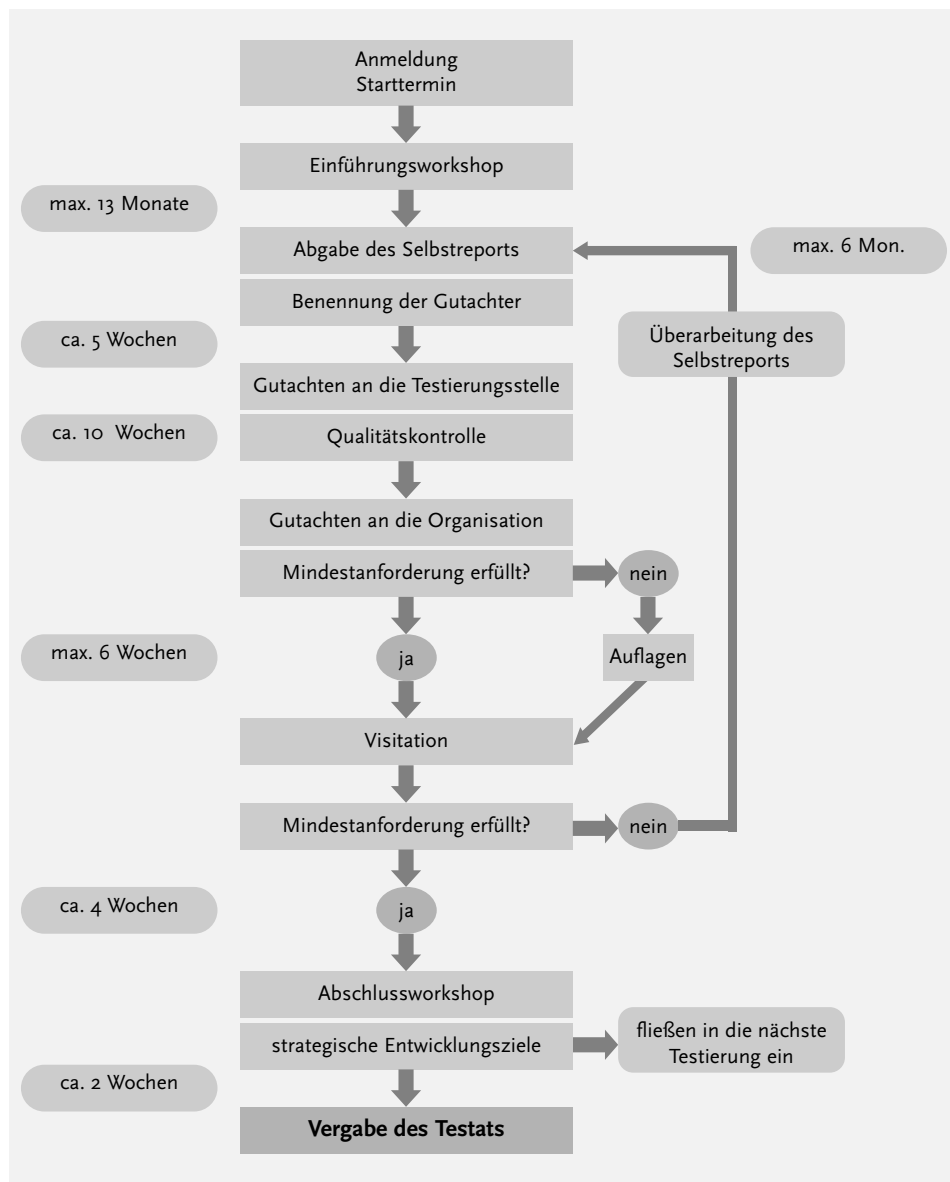 Anmeldung
Starttermin
Einführungsworkshop
max. 13 Monate
Abgabe des Selbstreports
max. 6 Mon.
Benennung der Gutachter
ca. 5 Wochen
Überarbeitung des
Selbstreports
Gutachten an die Testierungsstelle
ca. 10 Wochen
Qualitätskontrolle
Gutachten an die Organisation
Mindestanforderung erfüllt?
nein
max. 6 Wochen
ja
Auflagen
Visitation
Mindestanforderung erfüllt?
nein
ca. 4 Wochen
ja
Abschlussworkshop
strategische Entwicklungsziele
fließen in die nächste
Testierung ein
ca. 2 Wochen
Vergabe des Testats